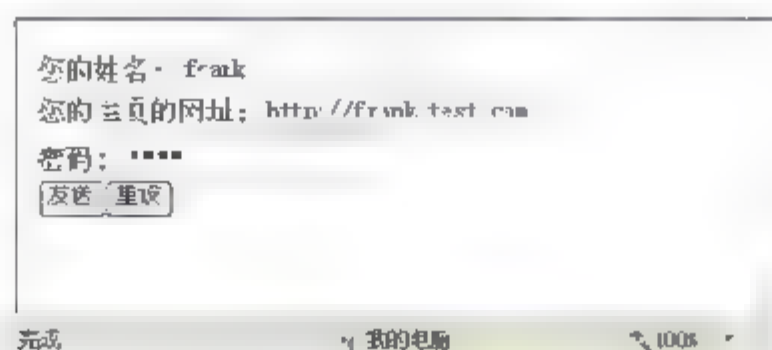 您的姓名: frank
您的主页的网址: http://frank.test.com
密码: ****
发送 重设
完成 我的电脑 100%